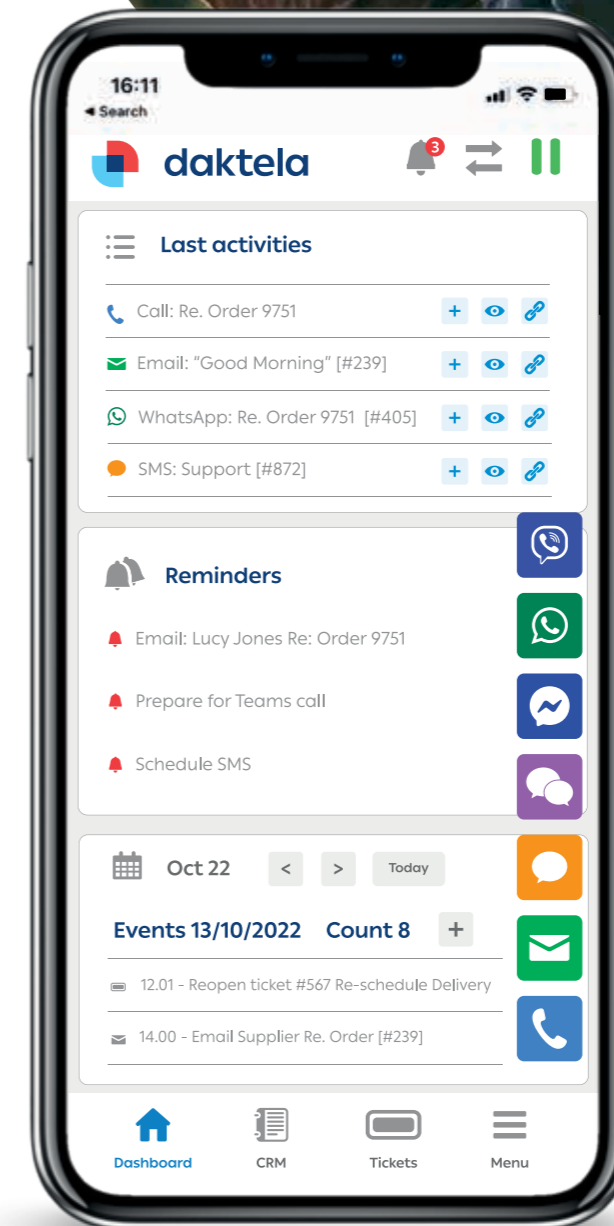 16:11
◂ Search
daktela
3
Last activities
Call: Re. Order 9751
Email: “Good Morning” [#239]
WhatsApp: Re. Order 9751 [#405]
SMS: Support [#872]
Reminders
Email: Lucy Jones Re: Order 9751
Prepare for Teams call
Schedule SMS
Oct 22 < > Today
Events 13/10/2022 Count 8 +
12.01 - Reopen ticket #567 Re-schedule Delivery
14.00 - Email Supplier Re. Order [#239]
Dashboard CRM Tickets Menu